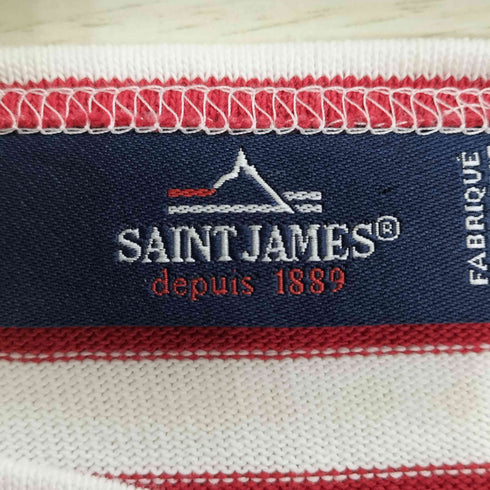 SAINT JAMES®
depuis 1889
FABRIQUÉ